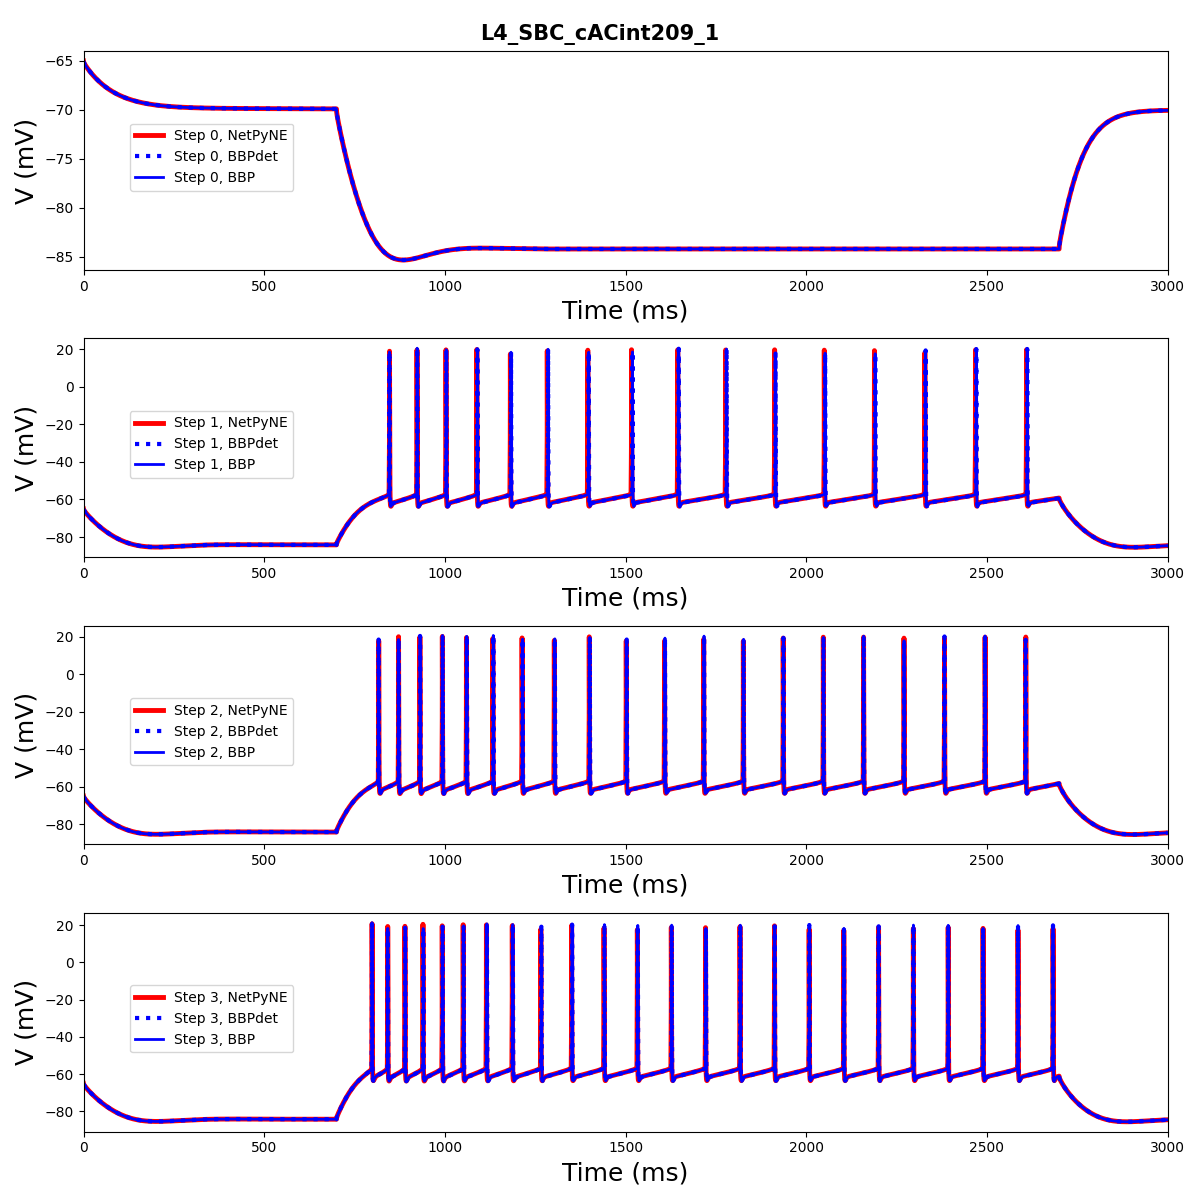 L4_SBC_cACint209_1
−65
−70
−75
−80
−85
V (mV)
Step 0, NetPyNE
Step 0, BBPdet
Step 0, BBP
0 500 1000 1500 2000 2500 3000
Time (ms)
20
0
−20
−40
−60
−80
V (mV)
Step 1, NetPyNE
Step 1, BBPdet
Step 1, BBP
0 500 1000 1500 2000 2500 3000
Time (ms)
20
0
−20
−40
−60
−80
V (mV)
Step 2, NetPyNE
Step 2, BBPdet
Step 2, BBP
0 500 1000 1500 2000 2500 3000
Time (ms)
20
0
−20
−40
−60
−80
V (mV)
Step 3, NetPyNE
Step 3, BBPdet
Step 3, BBP
0 500 1000 1500 2000 2500 3000
Time (ms)